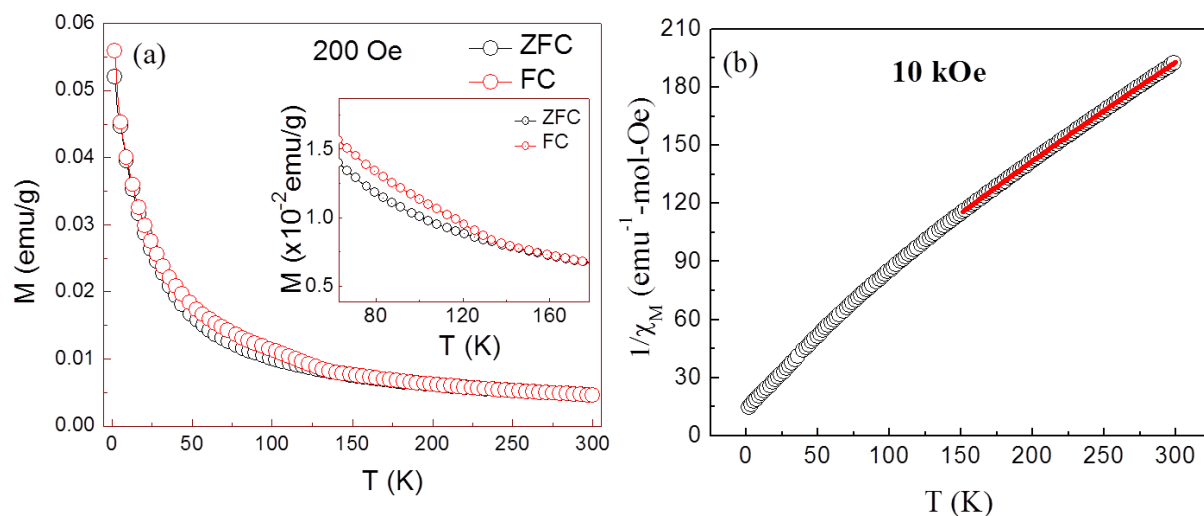 (a)
200 Oe
ZFC
FC
0.06
0.05
0.04
0.03
0.02
0.01
0.00
M (emu/g)
0 50 100 150 200 250 300
T (K)
ZFC
FC
1.5
1.0
0.5
M (x10⁻²emu/g)
80 120 160
T (K)
(b)
10 kOe
210
180
150
120
90
60
30
0
1/χ_M (emu⁻¹-mol-Oe)
0 50 100 150 200 250 300
T (K)